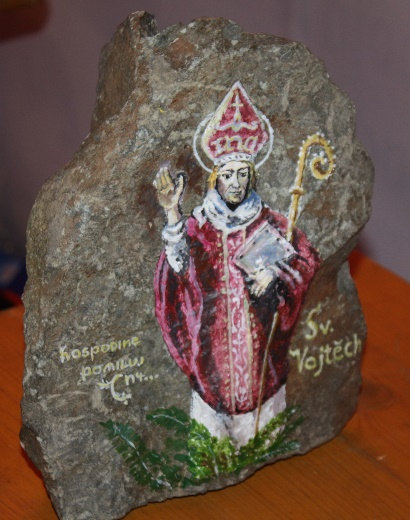 hospodine
pomiluj
ny...
Sv.
Vojtěch